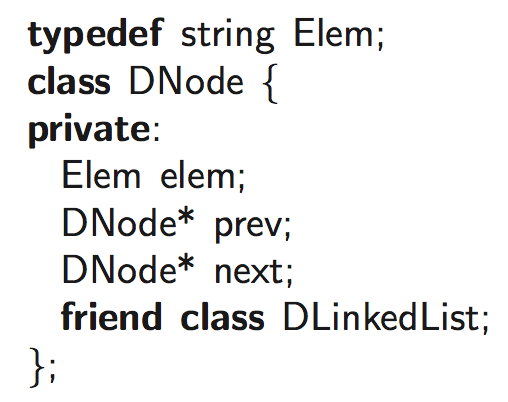 typedef string Elem;
class DNode {
private:
Elem elem;
DNode* prev;
DNode* next;
friend class DLinkedList;
};